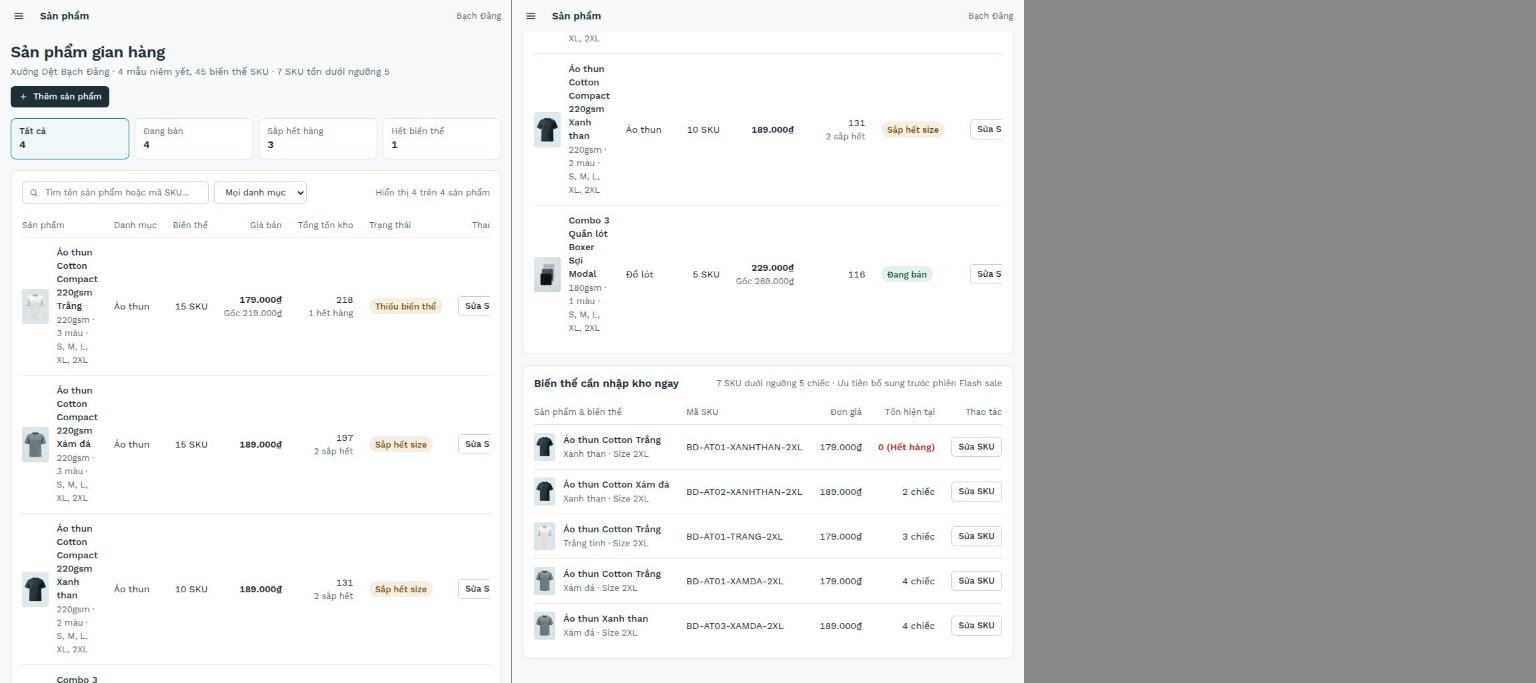 Sản phẩm
Bạch Đằng
Sản phẩm gian hàng
Xưởng Dệt Bạch Đằng · 4 mẫu niêm yết, 45 biến thể SKU · 7 SKU tồn dưới ngưỡng 5
+ Thêm sản phẩm
Tất cả
4
Đang bán
4
Sắp hết hàng
3
Hết biến thể
1
Tìm tên sản phẩm hoặc mã SKU...
Mọi danh mục
Hiển thị 4 trên 4 sản phẩm
Sản phẩm Danh mục Biến thể Giá bán Tổng tồn kho Trạng thái Thao
Áo thun
Cotton
Compact
220gsm
Trắng
220gsm ·
3 màu ·
S, M, L,
XL, 2XL
Áo thun
15 SKU
179.000₫
Gốc 219.000₫
218
1 hết hàng
Thiếu biến thể
Sửa S
Áo thun
Cotton
Compact
220gsm
Xám đá
220gsm ·
3 màu ·
S, M, L,
XL, 2XL
Áo thun
15 SKU
189.000₫
197
2 sắp hết
Sắp hết size
Sửa S
Áo thun
Cotton
Compact
220gsm
Xanh
than
220gsm ·
2 màu ·
S, M, L,
XL, 2XL
Áo thun
10 SKU
189.000₫
131
2 sắp hết
Sắp hết size
Sửa S
Combo 3
Sản phẩm
Bạch Đằng
XL, 2XL
Áo thun
Cotton
Compact
220gsm
Xanh
than
220gsm ·
2 màu ·
S, M, L,
XL, 2XL
Áo thun
10 SKU
189.000₫
131
2 sắp hết
Sắp hết size
Sửa S
Combo 3
Quần lót
Boxer
Sợi
Modal
180gsm ·
1 màu ·
S, M, L,
XL, 2XL
Đồ lót
5 SKU
229.000₫
Gốc 269.000₫
116
Đang bán
Sửa S
Biến thể cần nhập kho ngay
7 SKU dưới ngưỡng 5 chiếc · Ưu tiên bổ sung trước phiên Flash sale
Sản phẩm & biến thể Mã SKU Đơn giá Tồn hiện tại Thao tác
Áo thun Cotton Trắng
Xanh than · Size 2XL
BD-AT01-XANHTHAN-2XL 179.000₫ 0 (Hết hàng) Sửa SKU
Áo thun Cotton Xám đá
Xanh than · Size 2XL
BD-AT02-XANHTHAN-2XL 189.000₫ 2 chiếc Sửa SKU
Áo thun Cotton Trắng
Trắng tinh · Size 2XL
BD-AT01-TRANG-2XL 179.000₫ 3 chiếc Sửa SKU
Áo thun Cotton Trắng
Xám đá · Size 2XL
BD-AT01-XAMDA-2XL 179.000₫ 4 chiếc Sửa SKU
Áo thun Xanh than
Xám đá · Size 2XL
BD-AT03-XAMDA-2XL 189.000₫ 4 chiếc Sửa SKU